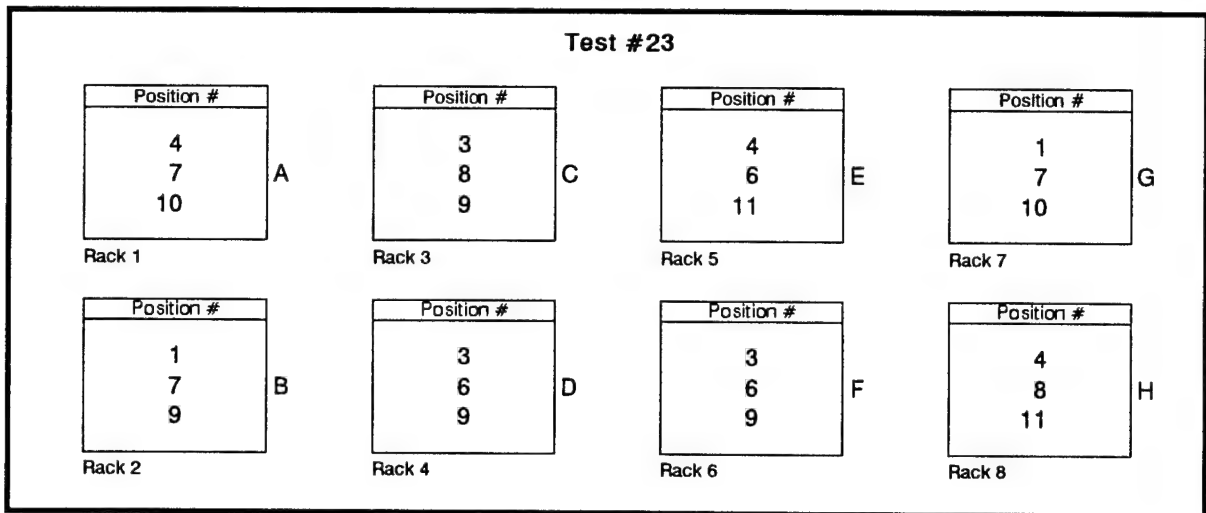 Test #23
Position #
4
7
10
A
Rack 1
Position #
3
8
9
C
Rack 3
Position #
4
6
11
E
Rack 5
Position #
1
7
10
G
Rack 7
Position #
1
7
9
B
Rack 2
Position #
3
6
9
D
Rack 4
Position #
3
6
9
F
Rack 6
Position #
4
8
11
H
Rack 8